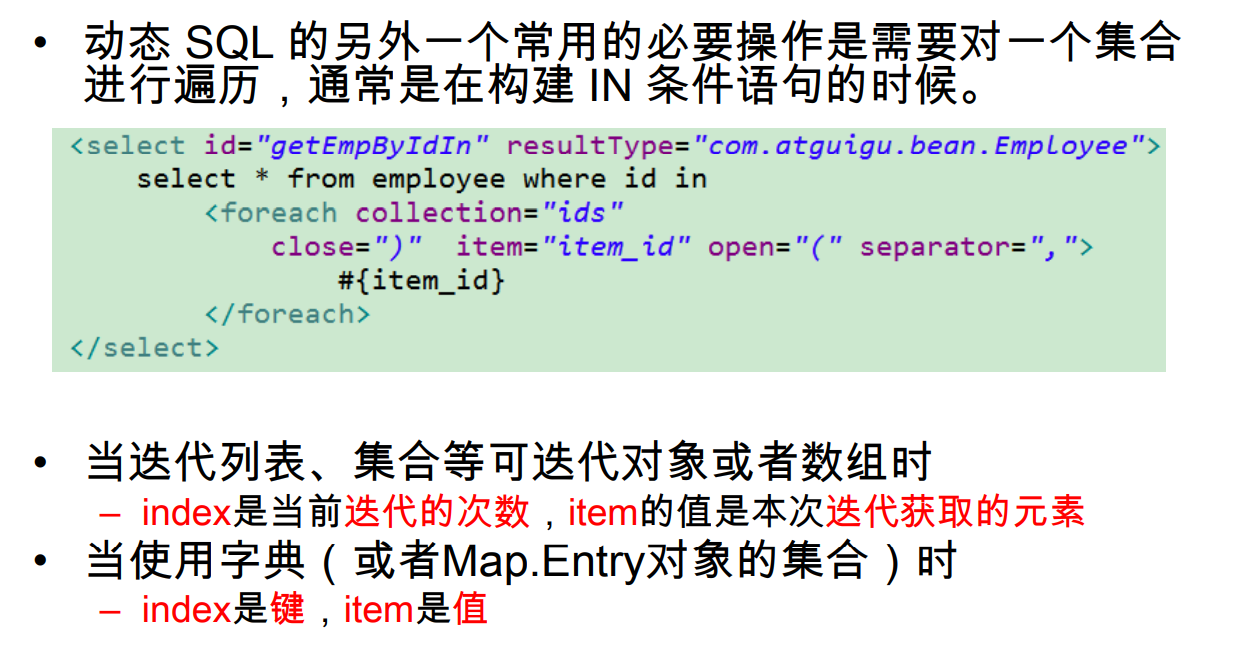 • 动态 SQL 的另外一个常用的必要操作是需要对一个集合
进行遍历，通常是在构建 IN 条件语句的时候。
<select id="getEmpByIdIn" resultType="com.atguigu.bean.Employee">
select * from employee where id in
<foreach collection="ids"
close=")" item="item_id" open="(" separator=",">
#{item_id}
</foreach>
</select>
• 当迭代列表、集合等可迭代对象或者数组时
– index是当前迭代的次数，item的值是本次迭代获取的元素
• 当使用字典（或者Map.Entry对象的集合）时
– index是键，item是值